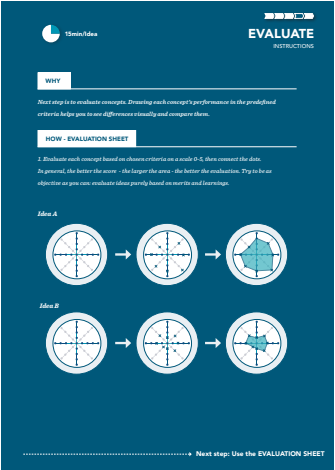 15min/Idea
EVALUATE
INSTRUCTIONS
WHY
Next step is to evaluate concepts. Drawing each concept's performance in the predefined
criteria helps you to see differences visually and compare them.
HOW - EVALUATION SHEET
1. Evaluate each concept based on chosen criteria on a scale 0-5, then connect the dots.
In general, the better the score - the larger the area - the better the evaluation. Try to be as
objective as you can: evaluate ideas purely based on merits and learnings.
Idea A
Idea B
Next step: Use the EVALUATION SHEET